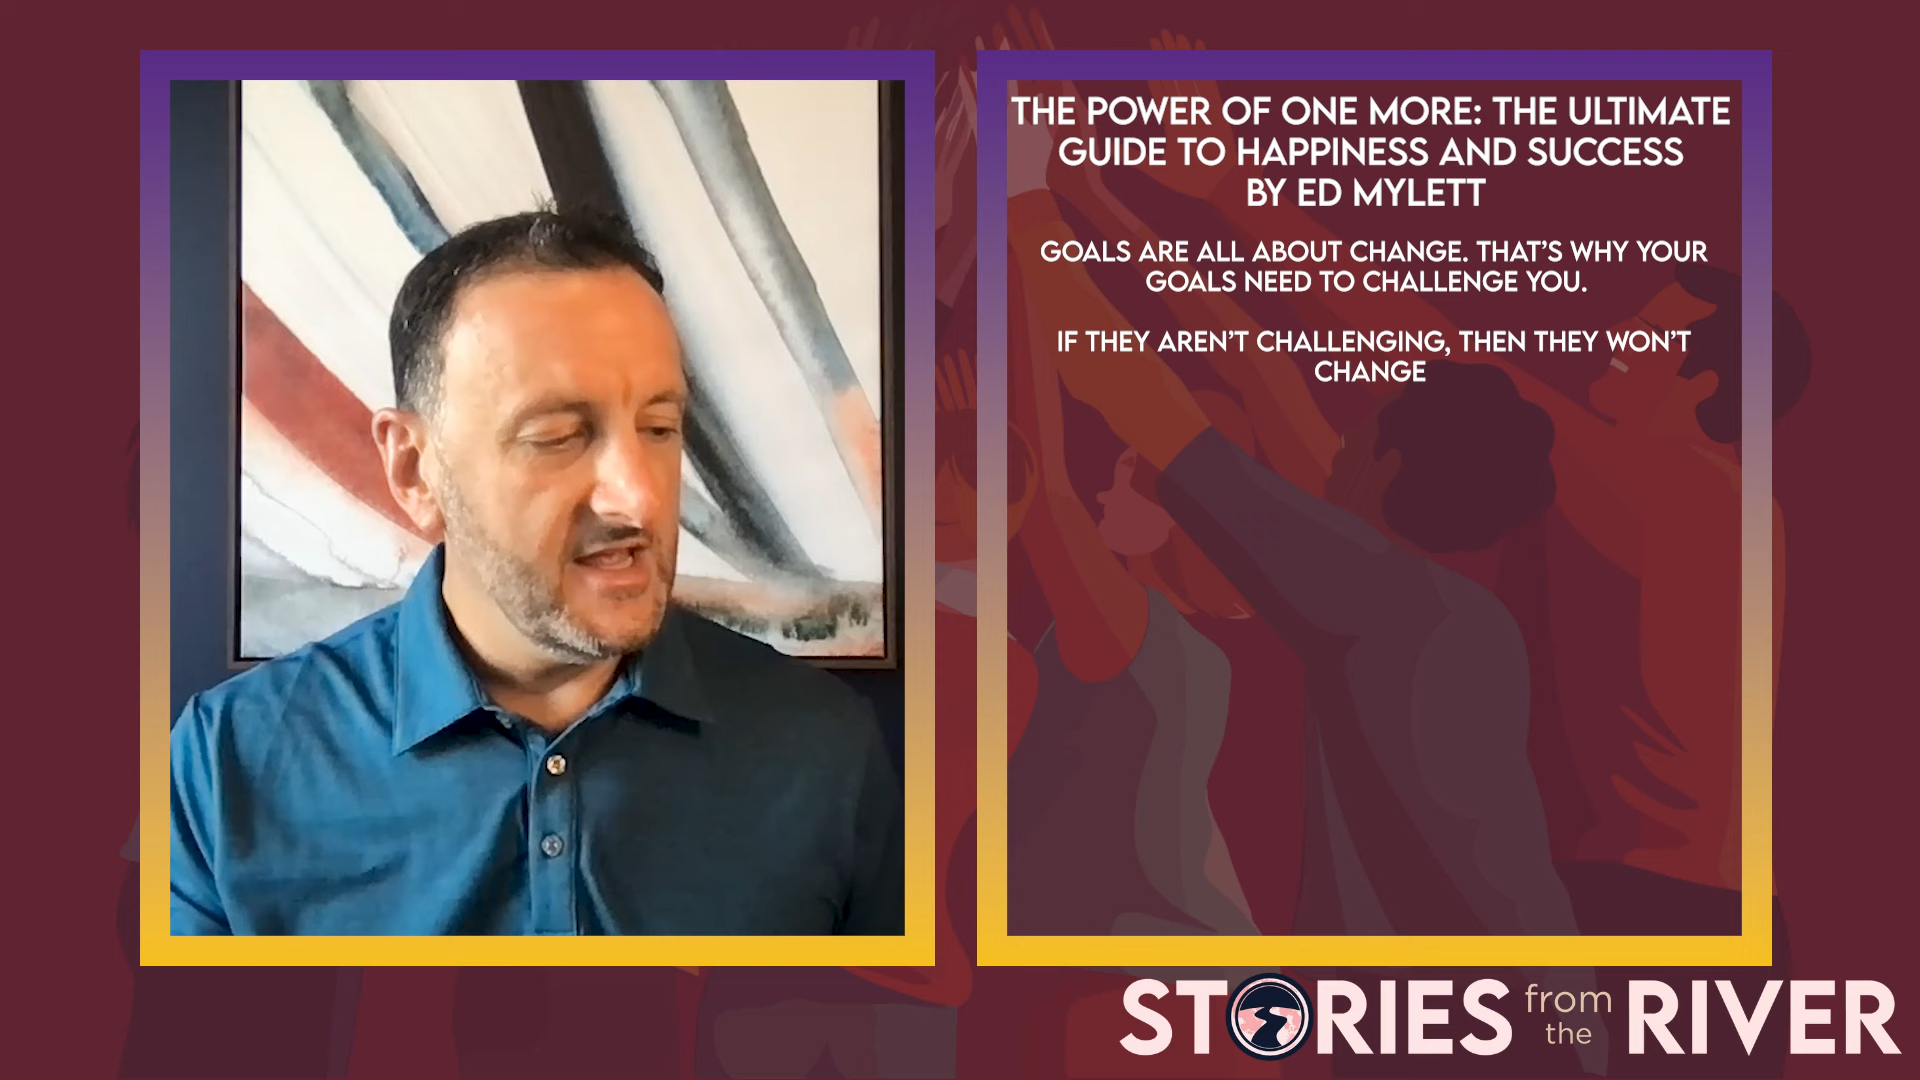 THE POWER OF ONE MORE: THE ULTIMATE
GUIDE TO HAPPINESS AND SUCCESS
BY ED MYLETT
GOALS ARE ALL ABOUT CHANGE. THAT'S WHY YOUR
GOALS NEED TO CHALLENGE YOU.
IF THEY AREN'T CHALLENGING, THEN THEY WON'T
CHANGE
STORIES from the RIVER